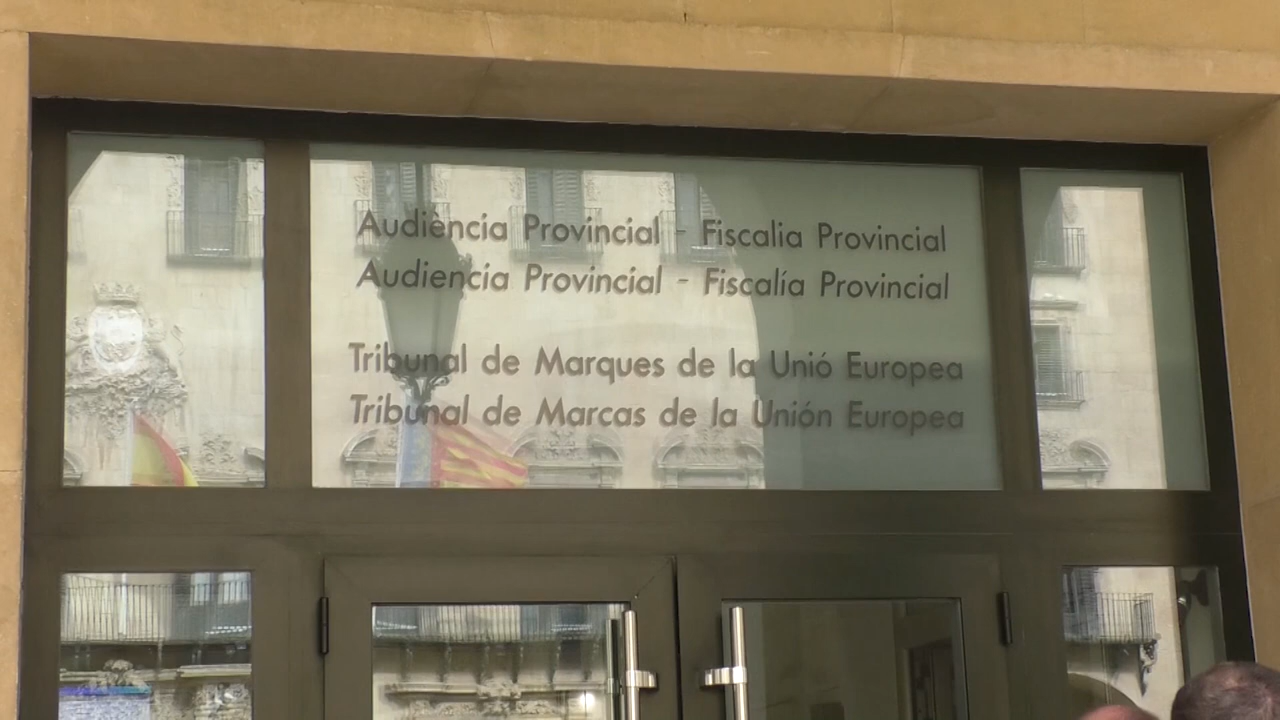 Audiència Provincial - Fiscalia Provincial
Audiencia Provincial - Fiscalía Provincial
Tribunal de Marques de la Unió Europea
Tribunal de Marcas de la Unión Europea